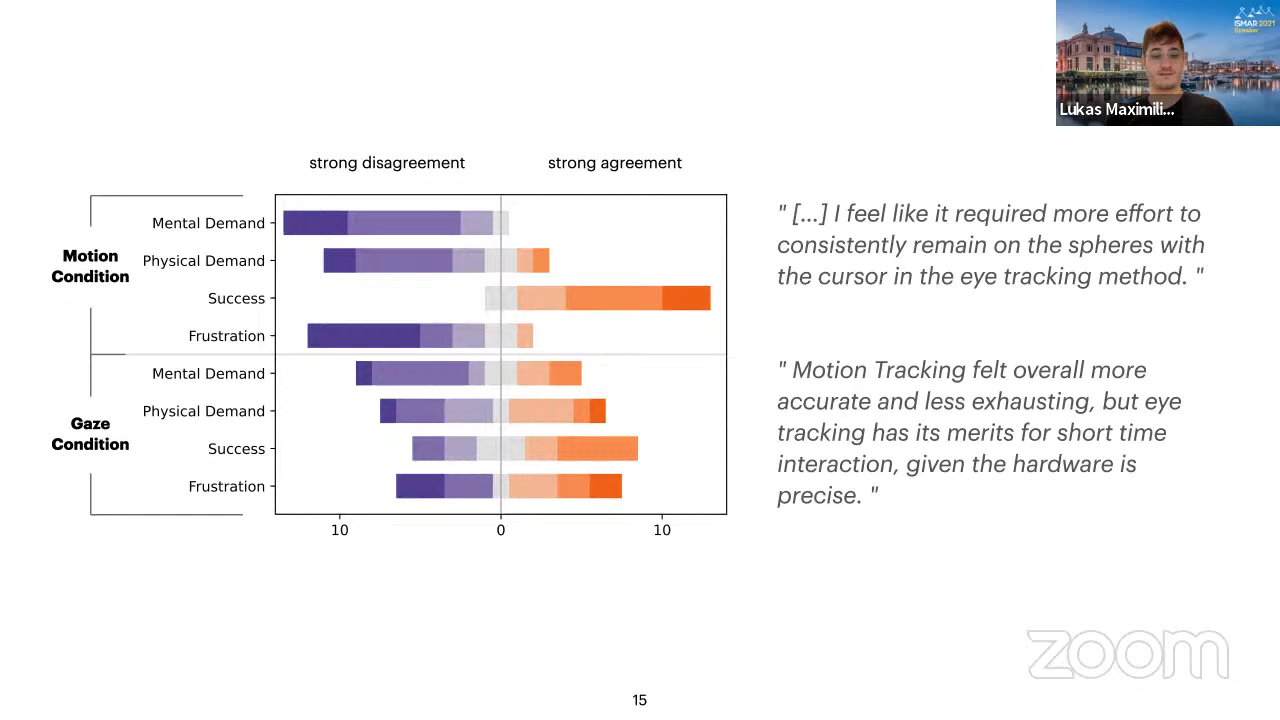 ISMAR 2021
Speaker
Lukas Maximili...
strong disagreement
strong agreement
Motion
Condition
Mental Demand
Physical Demand
Success
Frustration
Gaze
Condition
Mental Demand
Physical Demand
Success
Frustration
10
0
10
" [...] I feel like it required more effort to
consistently remain on the spheres with
the cursor in the eye tracking method. "
" Motion Tracking felt overall more
accurate and less exhausting, but eye
tracking has its merits for short time
interaction, given the hardware is
precise. "
zoom
15